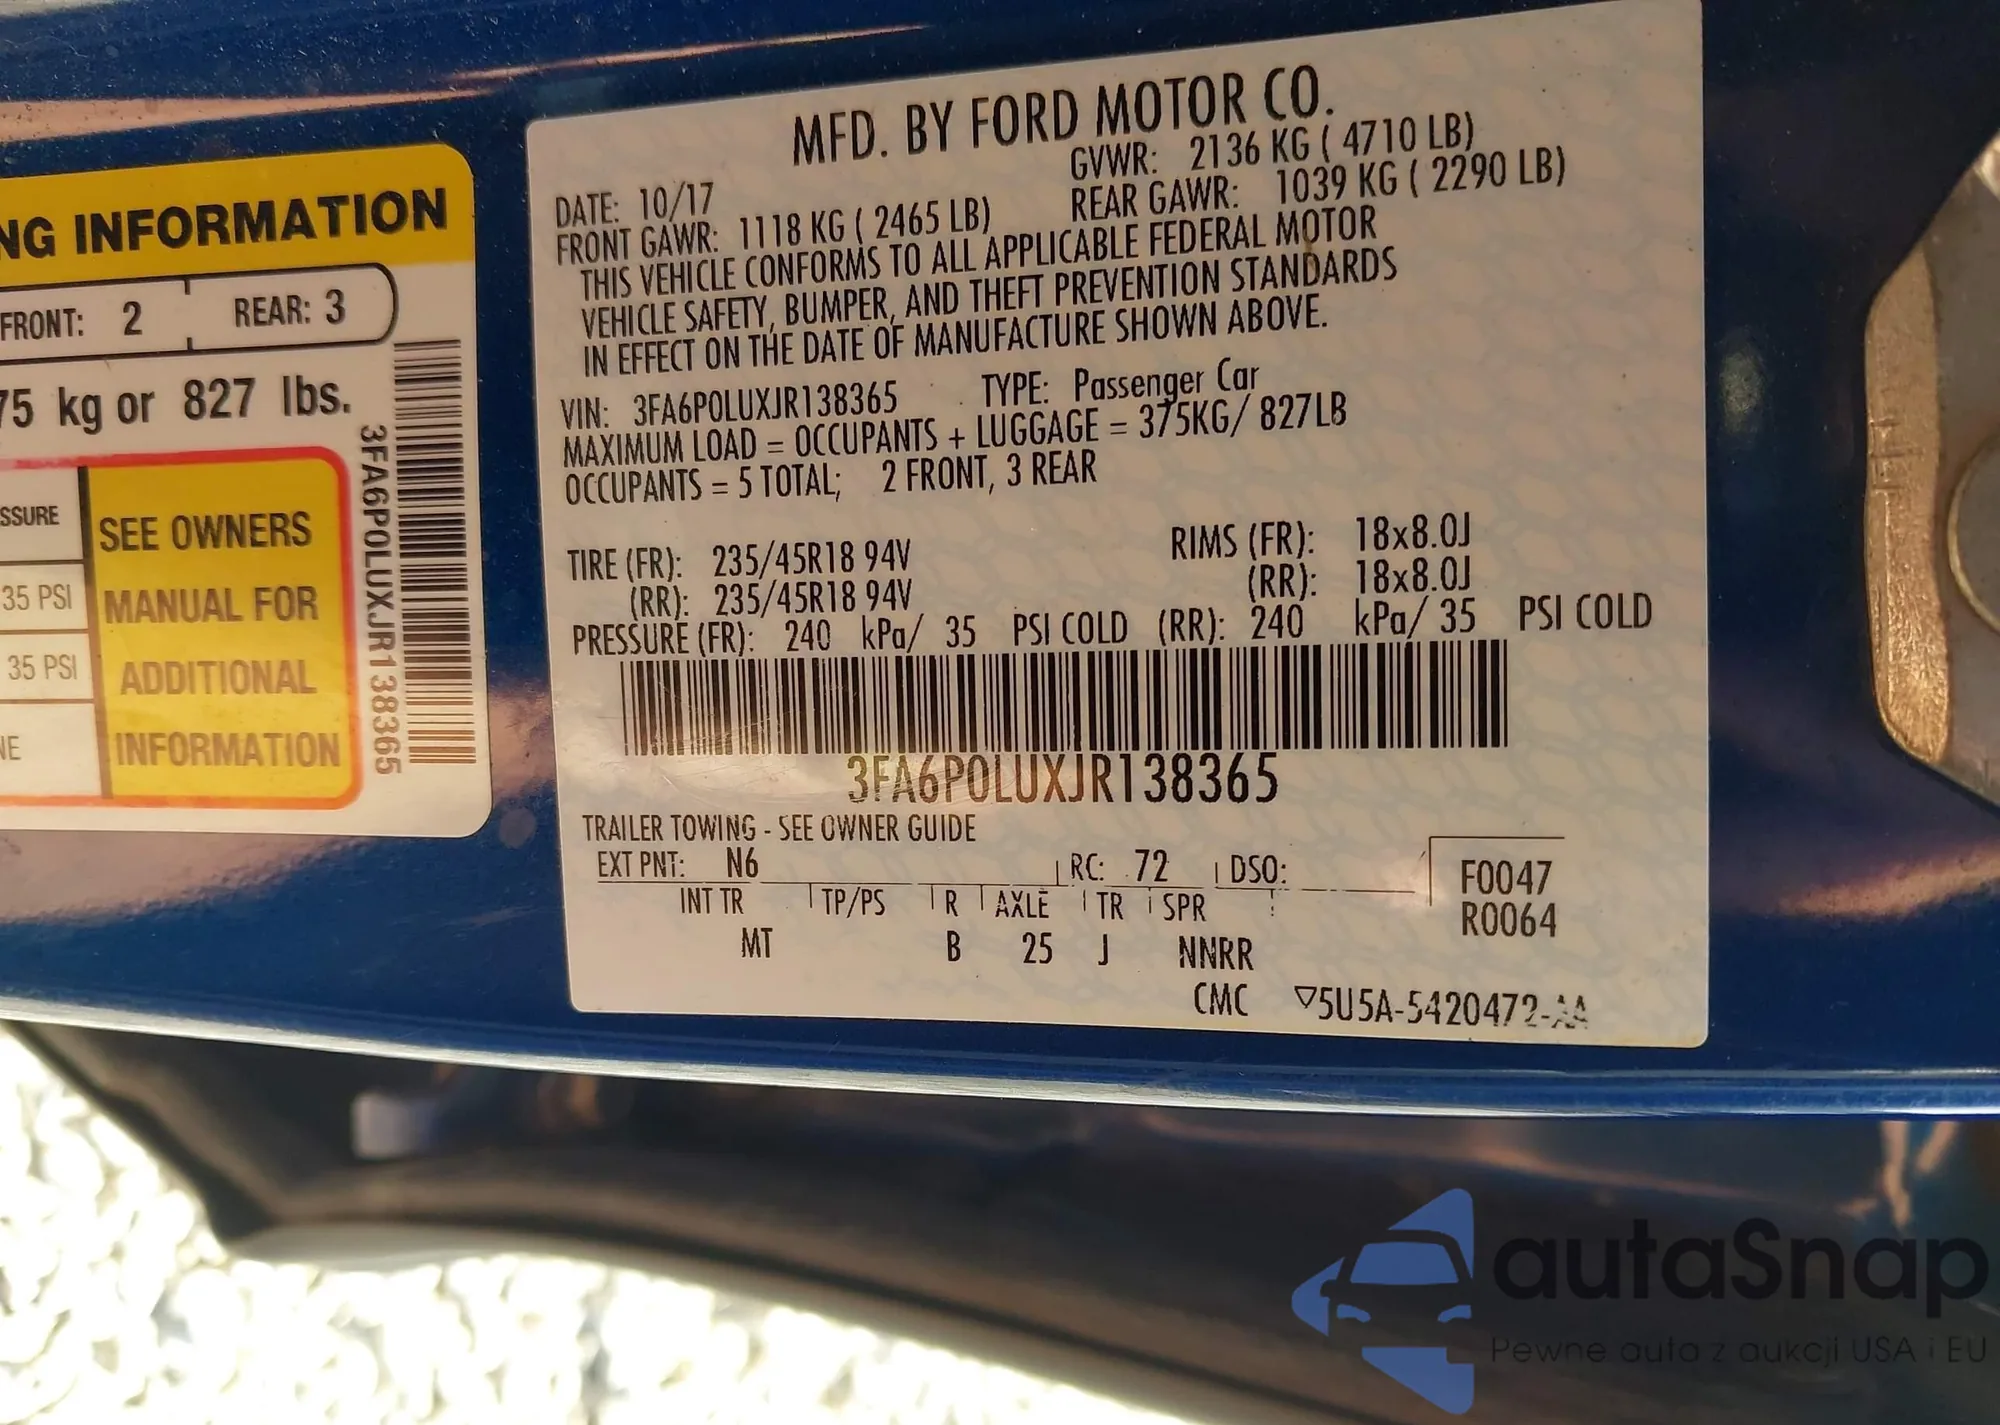 NG INFORMATION
FRONT: 2 REAR: 3
75 kg or 827 lbs.
SSURE
35 PSI
35 PSI
NE
SEE OWNERS
MANUAL FOR
ADDITIONAL
INFORMATION
3FA6P0LUXJR138365
MFD. BY FORD MOTOR CO.
DATE: 10/17 GVWR: 2136 KG ( 4710 LB)
FRONT GAWR: 1118 KG ( 2465 LB) REAR GAWR: 1039 KG ( 2290 LB)
THIS VEHICLE CONFORMS TO ALL APPLICABLE FEDERAL MOTOR
VEHICLE SAFETY, BUMPER, AND THEFT PREVENTION STANDARDS
IN EFFECT ON THE DATE OF MANUFACTURE SHOWN ABOVE.
VIN: 3FA6P0LUXJR138365 TYPE: Passenger Car
MAXIMUM LOAD = OCCUPANTS + LUGGAGE = 375KG/ 827LB
OCCUPANTS = 5 TOTAL; 2 FRONT, 3 REAR
TIRE (FR): 235/45R18 94V RIMS (FR): 18x8.0J
(RR): 235/45R18 94V (RR): 18x8.0J
PRESSURE (FR): 240 kPa/ 35 PSI COLD (RR): 240 kPa/ 35 PSI COLD
3FA6P0LUXJR138365
TRAILER TOWING - SEE OWNER GUIDE
EXT PNT: N6 RC: 72 DSO:
INT TR TP/PS R AXLE TR SPR
MT B 25 J NNRR
F0047
R0064
CMC ▽5U5A-5420472-AA
autaSnap
Pewne auta z aukcji USA i EU